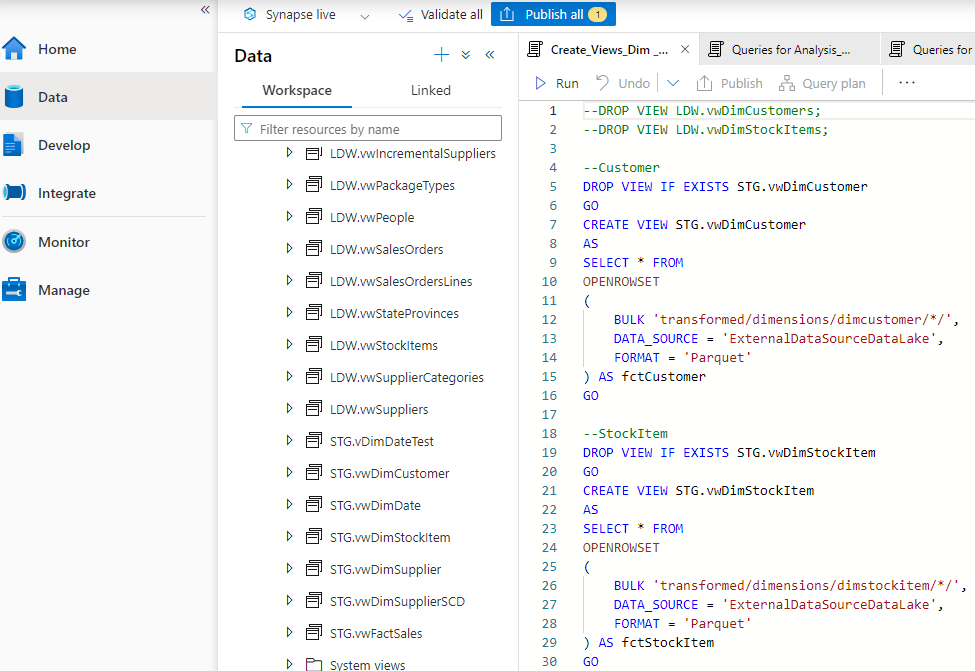 Synapse live
Validate all
Publish all 1
Home
Data
Develop
Integrate
Monitor
Manage
Data
Workspace
Linked
Filter resources by name
LDW.vwIncrementalSuppliers
LDW.vwPackageTypes
LDW.vwPeople
LDW.vwSalesOrders
LDW.vwSalesOrdersLines
LDW.vwStateProvinces
LDW.vwStockItems
LDW.vwSupplierCategories
LDW.vwSuppliers
STG.vDimDateTest
STG.vwDimCustomer
STG.vwDimDate
STG.vwDimStockItem
STG.vwDimSupplier
STG.vwDimSupplierSCD
STG.vwFactSales
System views
Create_Views_Dim_...
Queries for Analysis_...
Queries for
Run
Undo
Publish
Query plan
...
1 --DROP VIEW LDW.vwDimCustomers;
2 --DROP VIEW LDW.vwDimStockItems;
3
4 --Customer
5 DROP VIEW IF EXISTS STG.vwDimCustomer
6 GO
7 CREATE VIEW STG.vwDimCustomer
8 AS
9 SELECT * FROM
10 OPENROWSET
11 (
12 BULK 'transformed/dimensions/dimcustomer/*/',
13 DATA_SOURCE = 'ExternalDataSourceDataLake',
14 FORMAT = 'Parquet'
15 ) AS fctCustomer
16 GO
17
18 --StockItem
19 DROP VIEW IF EXISTS STG.vwDimStockItem
20 GO
21 CREATE VIEW STG.vwDimStockItem
22 AS
23 SELECT * FROM
24 OPENROWSET
25 (
26 BULK 'transformed/dimensions/dimstockitem/*/',
27 DATA_SOURCE = 'ExternalDataSourceDataLake',
28 FORMAT = 'Parquet'
29 ) AS fctStockItem
30 GO